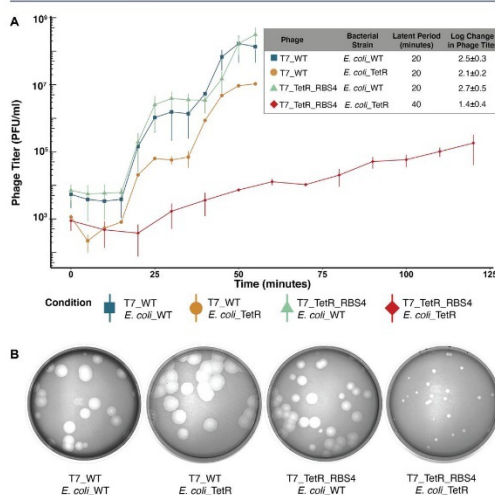 A
Phage Titer (PFU/ml)
10⁹
10⁷
10⁵
10³
Phage Bacterial Strain Latent Period (minutes) Log Change in Phage Titer
T7_WT E. coli_WT 20 2.5±0.3
T7_WT E. coli_TetR 20 2.1±0.2
T7_TetR_RBS4 E. coli_WT 20 2.7±0.5
T7_TetR_RBS4 E. coli_TetR 40 1.4±0.4
0 25 50 75 100 125
Time (minutes)
Condition
T7_WT E. coli_WT
T7_WT E. coli_TetR
T7_TetR_RBS4 E. coli_WT
T7_TetR_RBS4 E. coli_TetR
B
T7_WT E. coli_WT
T7_WT E. coli_TetR
T7_TetR_RBS4 E. coli_WT
T7_TetR_RBS4 E. coli_TetR